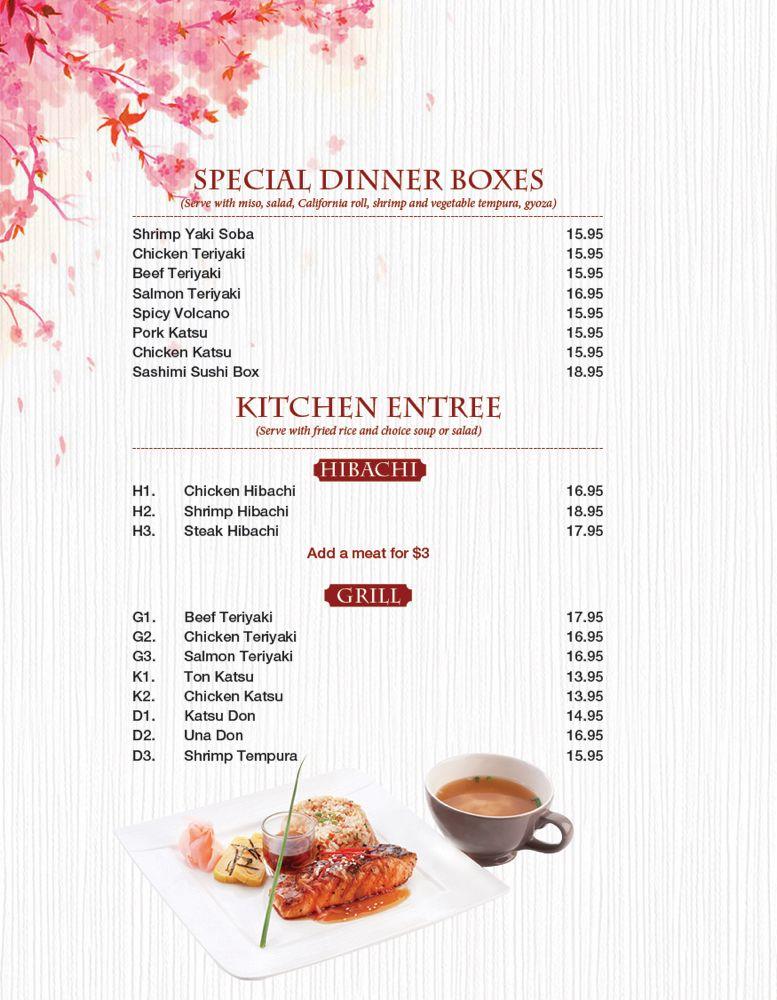 SPECIAL DINNER BOXES
(Serve with miso, salad, California roll, shrimp and vegetable tempura, gyoza)
Shrimp Yaki Soba 15.95
Chicken Teriyaki 15.95
Beef Teriyaki 15.95
Salmon Teriyaki 16.95
Spicy Volcano 15.95
Pork Katsu 15.95
Chicken Katsu 15.95
Sashimi Sushi Box 18.95
KITCHEN ENTREE
(Serve with fried rice and choice soup or salad)
HIBACHI
H1. Chicken Hibachi 16.95
H2. Shrimp Hibachi 18.95
H3. Steak Hibachi 17.95
Add a meat for $3
GRILL
G1. Beef Teriyaki 17.95
G2. Chicken Teriyaki 16.95
G3. Salmon Teriyaki 16.95
K1. Ton Katsu 13.95
K2. Chicken Katsu 13.95
D1. Katsu Don 14.95
D2. Una Don 16.95
D3. Shrimp Tempura 15.95